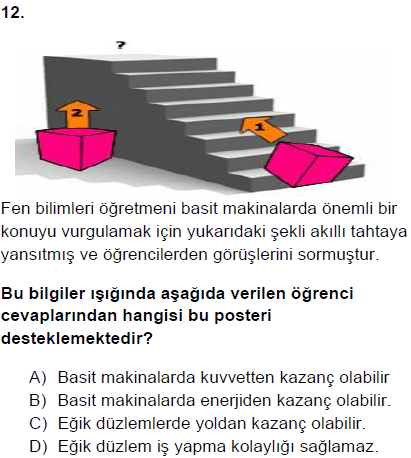 12.
?
2
1
Fen bilimleri öğretmeni basit makinalarda önemli bir
konuyu vurgulamak için yukarıdaki şekli akıllı tahtaya
yansıtmış ve öğrencilerden görüşlerini sormuştur.
Bu bilgiler ışığında aşağıda verilen öğrenci
cevaplarından hangisi bu posteri
desteklemektedir?
A) Basit makinalarda kuvvetten kazanç olabilir
B) Basit makinalarda enerjiden kazanç olabilir.
C) Eğik düzlemlerde yoldan kazanç olabilir.
D) Eğik düzlem iş yapma kolaylığı sağlamaz.